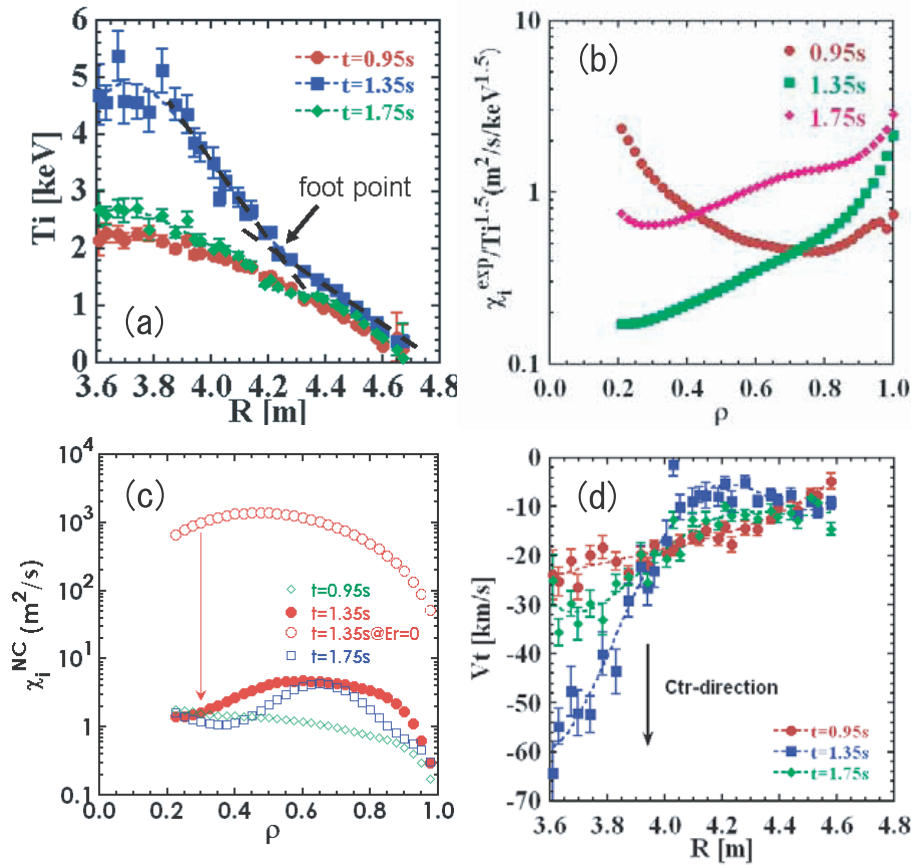 (a)
t=0.95s
t=1.35s
t=1.75s
foot point
Ti [keV]
6
5
4
3
2
1
0
3.6 3.8 4.0 4.2 4.4 4.6 4.8
R [m]
(b)
0.95s
1.35s
1.75s
χᵢᵉˣᵖ/Ti¹·⁵(m²/s/keV¹·⁵)
10
1
0.1
0.0 0.2 0.4 0.6 0.8 1.0
ρ
(c)
t=0.95s
t=1.35s
t=1.35s@Er=0
t=1.75s
χᵢᴺᶜ (m²/s)
10⁴
10³
100
10¹
1
0.1
0 0.2 0.4 0.6 0.8 1.0
ρ
(d)
Ctr-direction
t=0.95s
t=1.35s
t=1.75s
Vt [km/s]
0
-10
-20
-30
-40
-50
-60
-70
3.6 3.8 4.0 4.2 4.4 4.6 4.8
R [m]